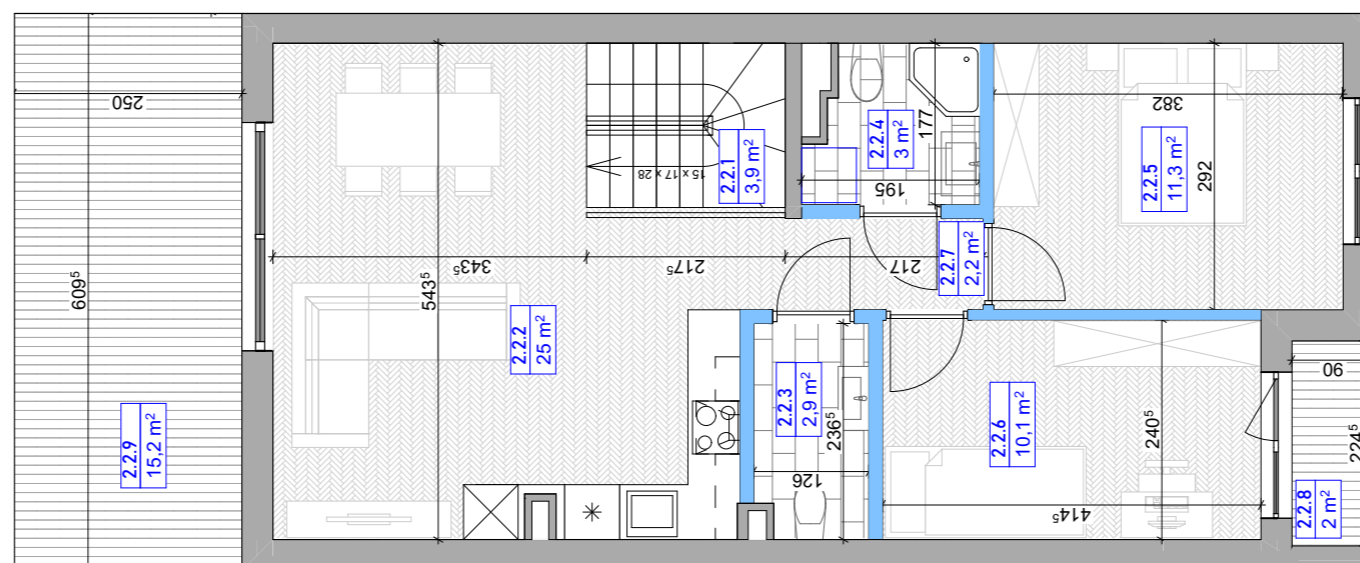 250
609⁵
2.2.9
15,2 m²
343⁵
543⁵
2.2.2
25 m²
217⁵
15 x 17 x 28
2.2.1
3,9 m²
195
177
2.2.4
3 m²
217
2.2.7
2,2 m²
382
292
2.2.5
11,3 m²
2.2.3
2,9 m²
236⁵
126
240⁵
2.2.6
10,1 m²
414⁵
90
224⁵
2.2.8
2 m²